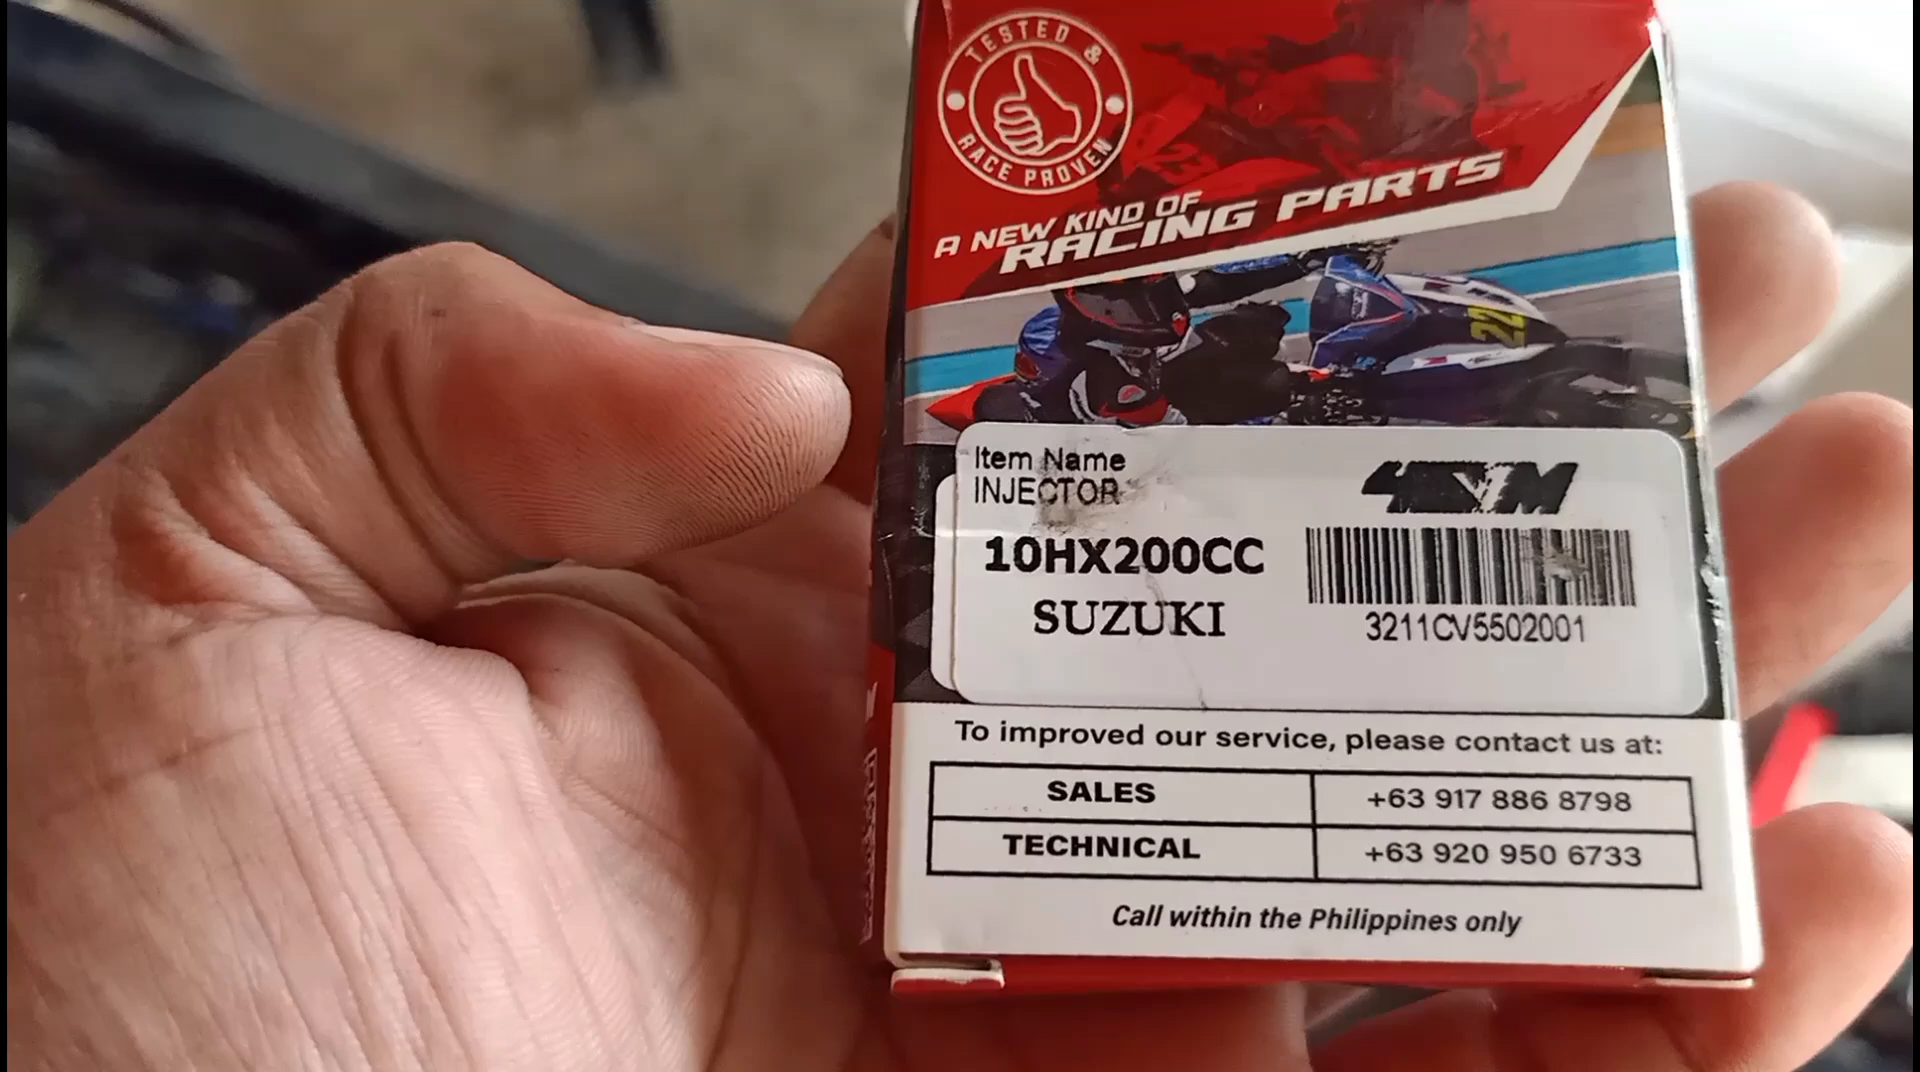 TESTED &
RACE PROVEN
A NEW KIND OF
RACING PARTS
22
Item Name
INJECTOR
10HX200CC
SUZUKI
3211CV5502001
To improved our service, please contact us at:
SALES +63 917 886 8798
TECHNICAL +63 920 950 6733
Call within the Philippines only